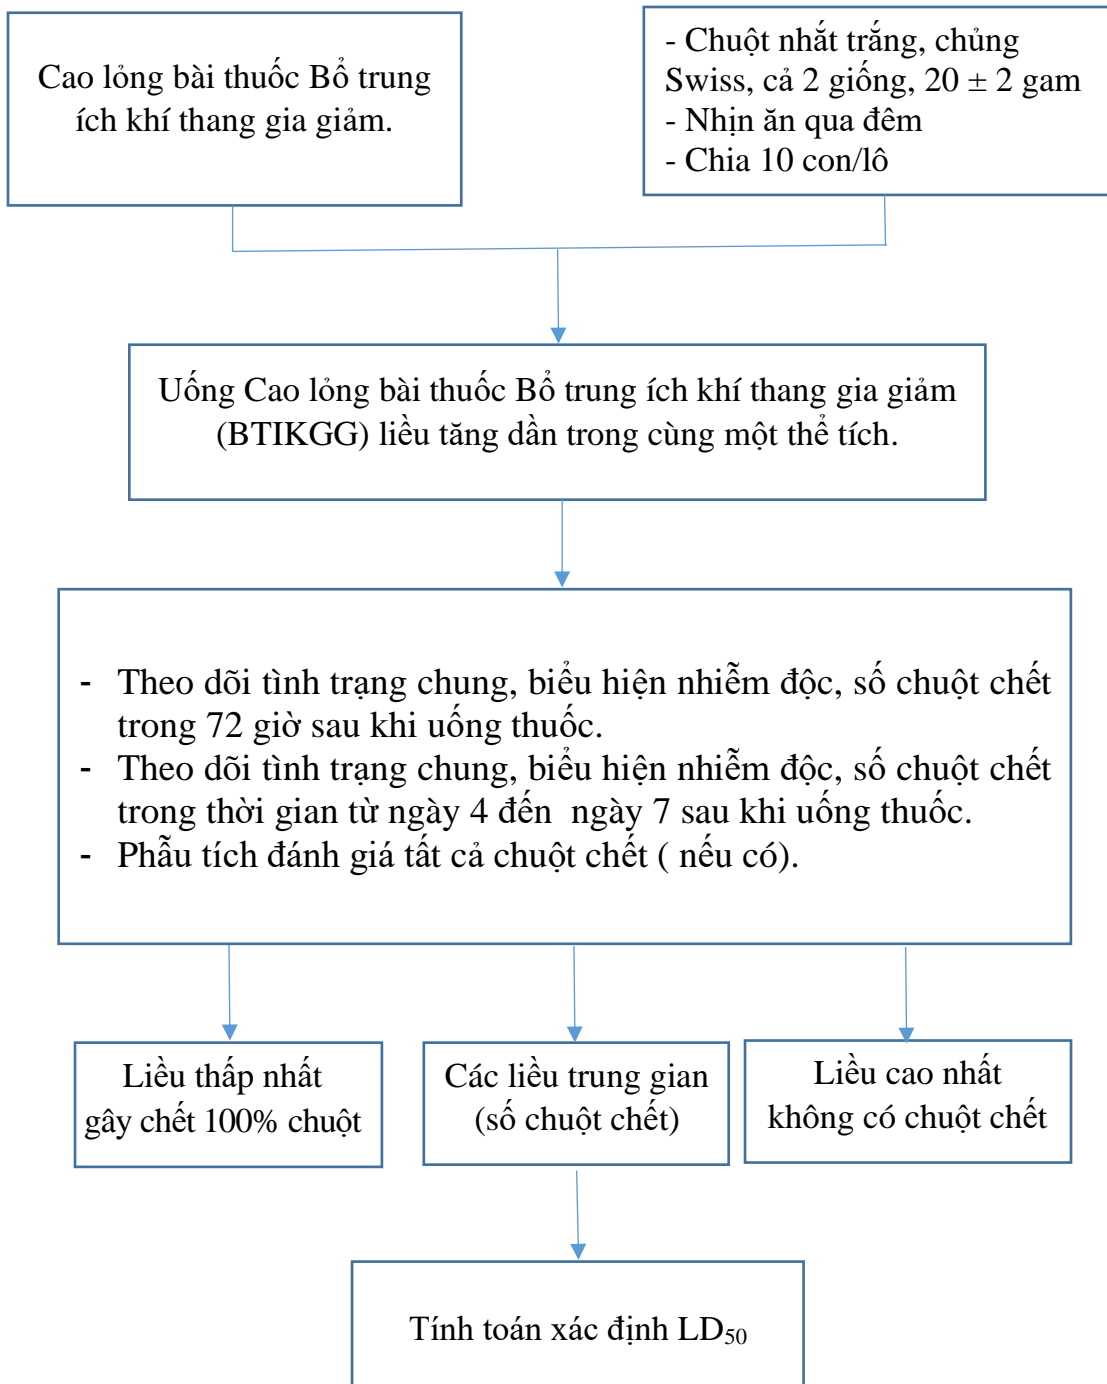 Cao lỏng bài thuốc Bổ trung
ích khí thang gia giảm.
- Chuột nhắt trắng, chủng
Swiss, cả 2 giống, 20 ± 2 gam
- Nhịn ăn qua đêm
- Chia 10 con/lô
Uống Cao lỏng bài thuốc Bổ trung ích khí thang gia giảm
(BTIKGG) liều tăng dần trong cùng một thể tích.
- Theo dõi tình trạng chung, biểu hiện nhiễm độc, số chuột chết
trong 72 giờ sau khi uống thuốc.
- Theo dõi tình trạng chung, biểu hiện nhiễm độc, số chuột chết
trong thời gian từ ngày 4 đến ngày 7 sau khi uống thuốc.
- Phẫu tích đánh giá tất cả chuột chết ( nếu có).
Liều thấp nhất
gây chết 100% chuột
Các liều trung gian
(số chuột chết)
Liều cao nhất
không có chuột chết
Tính toán xác định LD₅₀